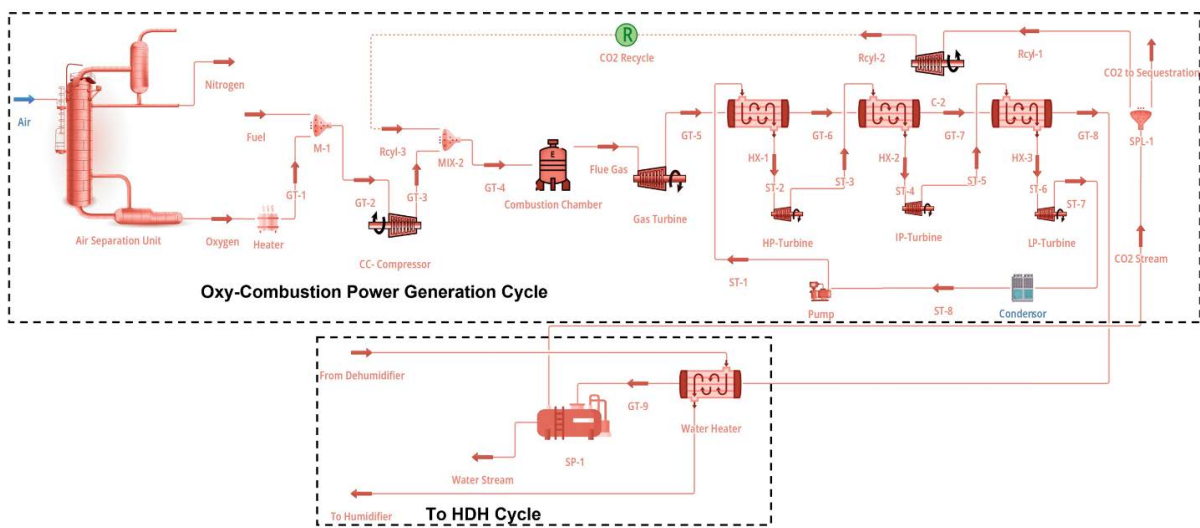 Air
Nitrogen
Air Separation Unit
Oxygen
Heater
Fuel
GT-1
M-1
GT-2
CC- Compressor
GT-3
Rcyl-3
MIX-2
GT-4
E
Combustion Chamber
Flue Gas
Gas Turbine
R
CO2 Recycle
Rcyl-2
Rcyl-1
CO2 to Sequestration
GT-5
GT-6
C-2
GT-7
GT-8
SPL-1
HX-1
ST-2
ST-3
HX-2
ST-4
ST-5
HX-3
ST-6
ST-7
HP-Turbine
IP-Turbine
LP-Turbine
CO2 Stream
ST-1
Pump
ST-8
Condensor
Oxy-Combustion Power Generation Cycle
From Dehumidifier
GT-9
Water Heater
SP-1
Water Stream
To Humidifier
To HDH Cycle